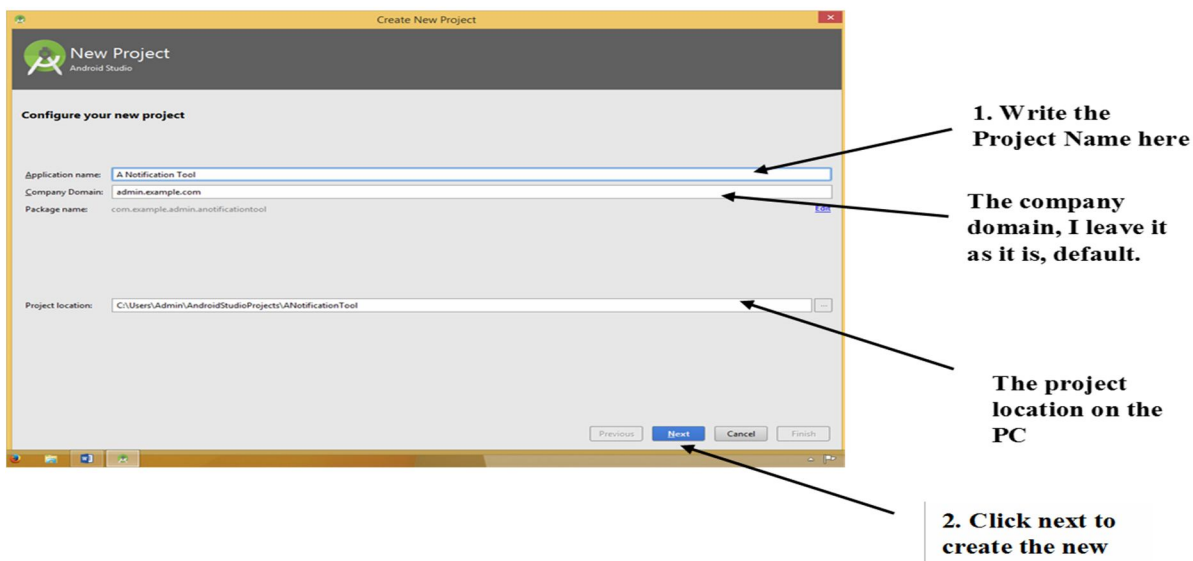 Create New Project
New Project
Android Studio
Configure your new project
Application name: A Notification Tool
Company Domain: admin.example.com
Package name: com.example.admin.anotificationtool Edit
Project location: C:\Users\Admin\AndroidStudioProjects\ANotificationTool ...
Previous Next Cancel Finish
1. Write the
Project Name here
The company
domain, I leave it
as it is, default.
The project
location on the
PC
2. Click next to
create the new